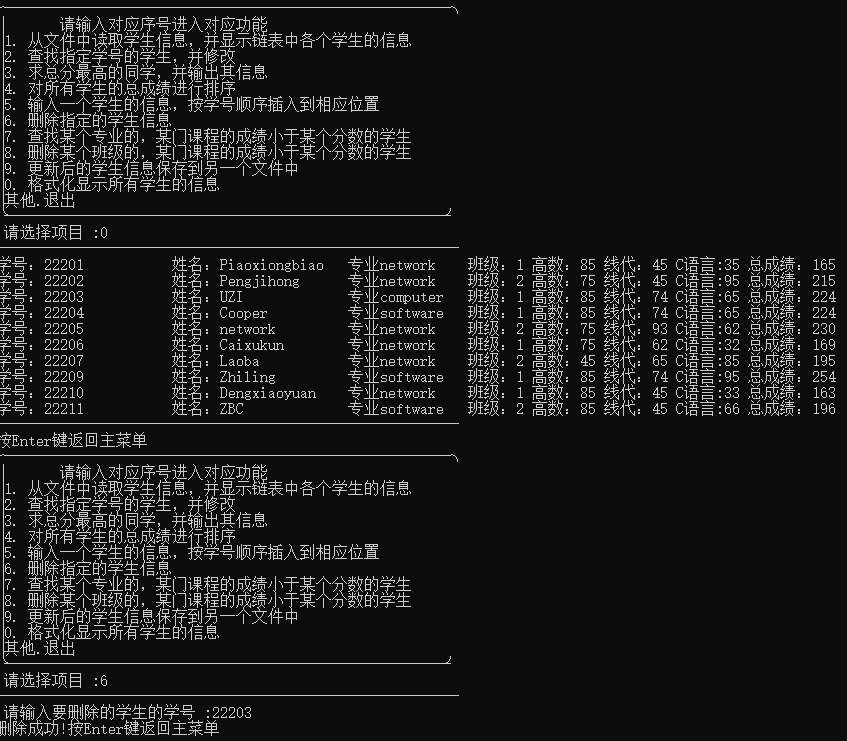 请输入对应序号进入对应功能
1. 从文件中读取学生信息，并显示链表中各个学生的信息
2. 查找指定学号的学生，并修改
3. 求总分最高的同学，并输出其信息
4. 对所有学生的总成绩进行排序
5. 输入一个学生的信息，按学号顺序插入到相应位置
6. 删除指定的学生信息
7. 查找某个专业的，某门课程的成绩小于某个分数的学生
8. 删除某个班级的，某门课程的成绩小于某个分数的学生
9. 更新后的学生信息保存到另一个文件中
0. 格式化显示所有学生的信息
其他.退出
请选择项目 :0
学号：22201 姓名：Piaoxiongbiao 专业network 班级：1 高数：85 线代：45 C语言:35 总成绩：165
学号：22202 姓名：Pengjihong 专业network 班级：2 高数：75 线代：45 C语言:95 总成绩：215
学号：22203 姓名：UZI 专业computer 班级：1 高数：85 线代：74 C语言:65 总成绩：224
学号：22204 姓名：Cooper 专业software 班级：1 高数：85 线代：74 C语言:65 总成绩：224
学号：22205 姓名：network 专业network 班级：2 高数：75 线代：93 C语言:62 总成绩：230
学号：22206 姓名：Caixukun 专业network 班级：1 高数：75 线代：62 C语言:32 总成绩：169
学号：22207 姓名：Laoba 专业network 班级：2 高数：45 线代：65 C语言:85 总成绩：195
学号：22209 姓名：Zhiling 专业software 班级：1 高数：85 线代：74 C语言:95 总成绩：254
学号：22210 姓名：Dengxiaoyuan 专业network 班级：1 高数：85 线代：45 C语言:33 总成绩：163
学号：22211 姓名：ZBC 专业software 班级：2 高数：85 线代：45 C语言:66 总成绩：196
按Enter键返回主菜单
请输入对应序号进入对应功能
1. 从文件中读取学生信息，并显示链表中各个学生的信息
2. 查找指定学号的学生，并修改
3. 求总分最高的同学，并输出其信息
4. 对所有学生的总成绩进行排序
5. 输入一个学生的信息，按学号顺序插入到相应位置
6. 删除指定的学生信息
7. 查找某个专业的，某门课程的成绩小于某个分数的学生
8. 删除某个班级的，某门课程的成绩小于某个分数的学生
9. 更新后的学生信息保存到另一个文件中
0. 格式化显示所有学生的信息
其他.退出
请选择项目 :6
请输入要删除的学生的学号 :22203
删除成功!按Enter键返回主菜单